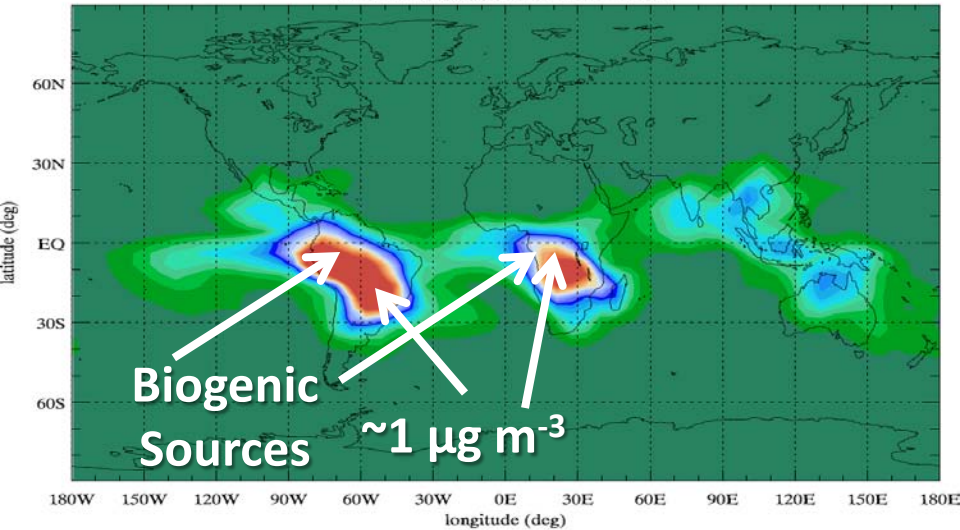 60N
30N
EQ
30S
60S
latitude (deg)
Biogenic
Sources
~1 µg m-3
180W 150W 120W 90W 60W 30W 0E 30E 60E 90E 120E 150E 180E
longitude (deg)